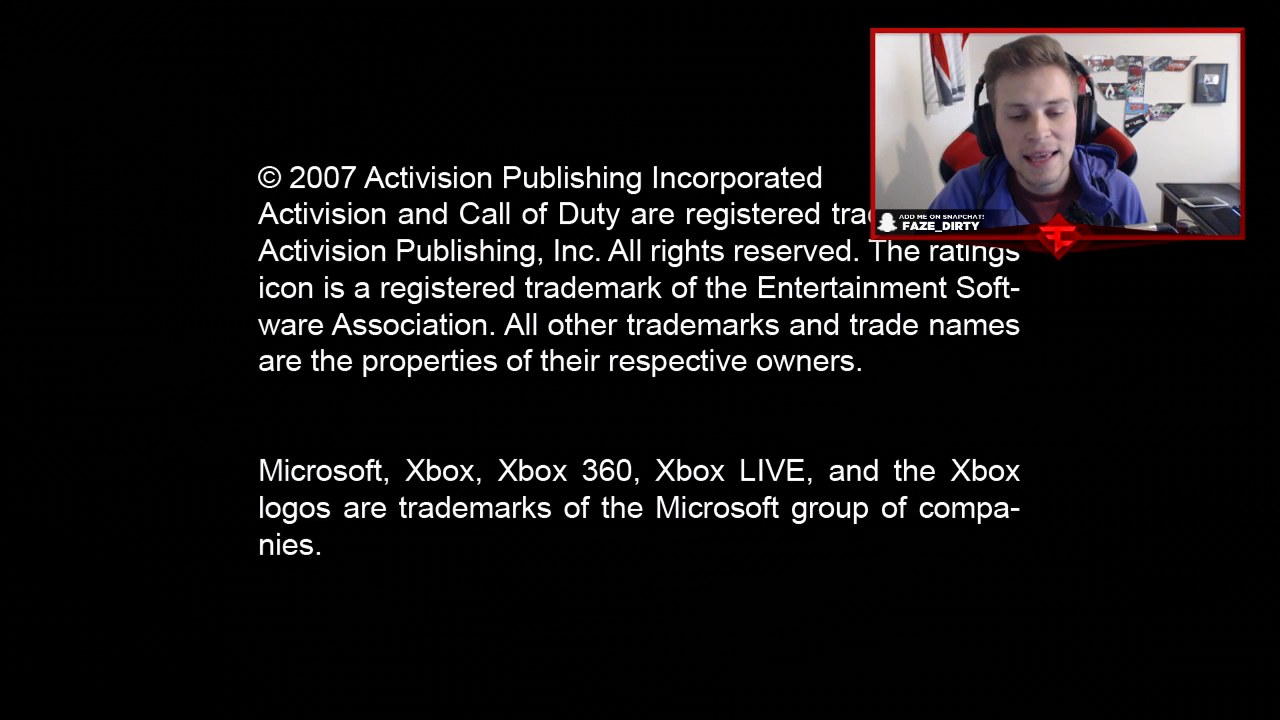 © 2007 Activision Publishing Incorporated
Activision and Call of Duty are registered
Activision Publishing, Inc. All rights reserved. The ratings
icon is a registered trademark of the Entertainment Soft-
ware Association. All other trademarks and trade names
are the properties of their respective owners.
Microsoft, Xbox, Xbox 360, Xbox LIVE, and the Xbox
logos are trademarks of the Microsoft group of compa-
nies.
ADD ME ON SNAPCHAT!
FAZE_DIRTY